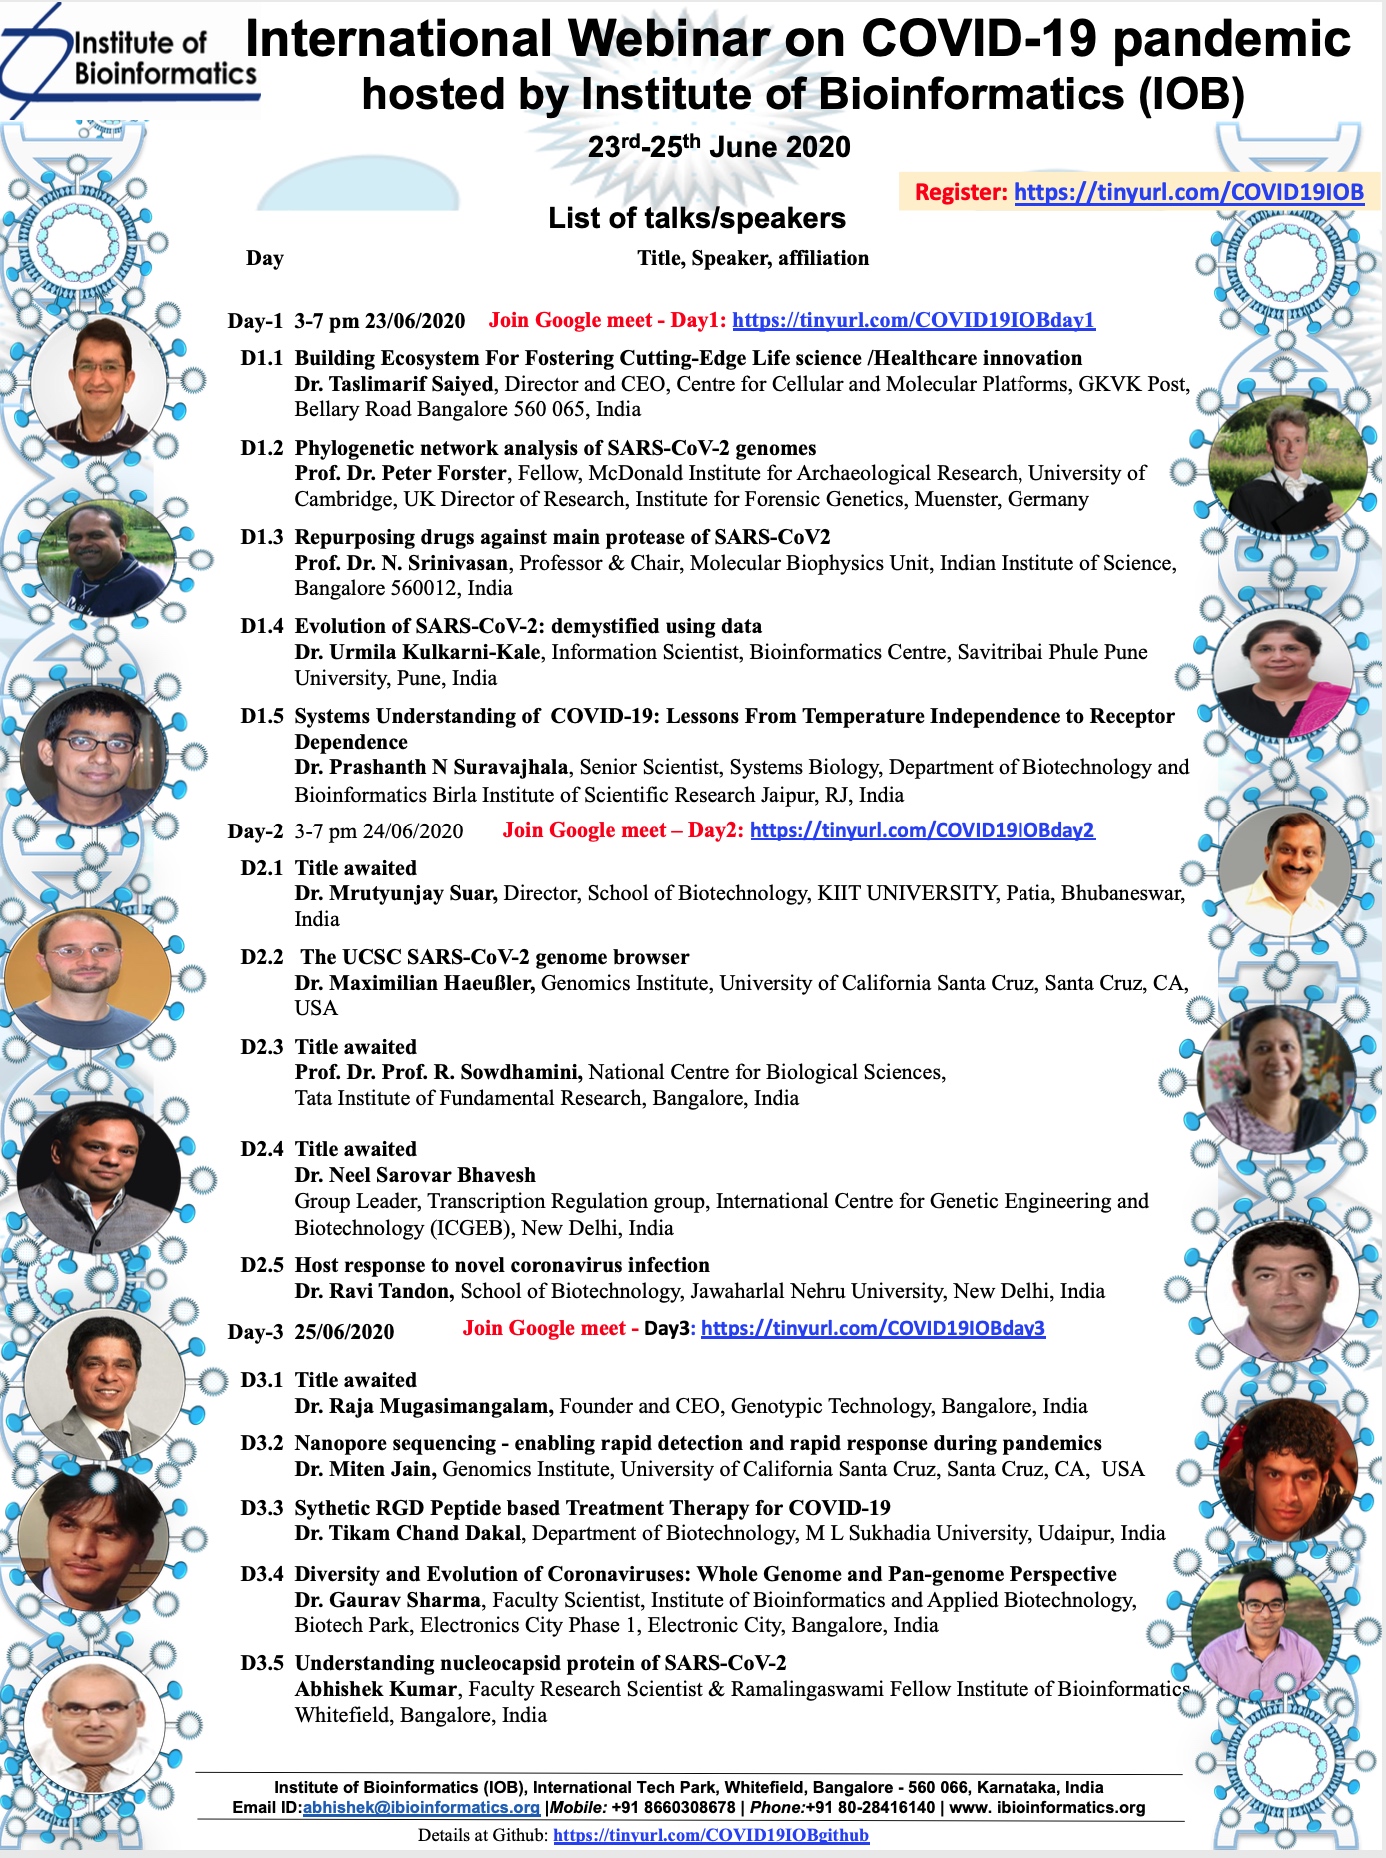 Institute of
Bioinformatics
International Webinar on COVID-19 pandemic
hosted by Institute of Bioinformatics (IOB)
23rd-25th June 2020
Register: https://tinyurl.com/COVID19IOB
List of talks/speakers
Day Title, Speaker, affiliation
Day-1 3-7 pm 23/06/2020 Join Google meet - Day1: https://tinyurl.com/COVID19IOBday1
D1.1 Building Ecosystem For Fostering Cutting-Edge Life science /Healthcare innovation
Dr. Taslimarif Saiyed, Director and CEO, Centre for Cellular and Molecular Platforms, GKVK Post,
Bellary Road Bangalore 560 065, India
D1.2 Phylogenetic network analysis of SARS-CoV-2 genomes
Prof. Dr. Peter Forster, Fellow, McDonald Institute for Archaeological Research, University of
Cambridge, UK Director of Research, Institute for Forensic Genetics, Muenster, Germany
D1.3 Repurposing drugs against main protease of SARS-CoV2
Prof. Dr. N. Srinivasan, Professor & Chair, Molecular Biophysics Unit, Indian Institute of Science,
Bangalore 560012, India
D1.4 Evolution of SARS-CoV-2: demystified using data
Dr. Urmila Kulkarni-Kale, Information Scientist, Bioinformatics Centre, Savitribai Phule Pune
University, Pune, India
D1.5 Systems Understanding of COVID-19: Lessons From Temperature Independence to Receptor
Dependence
Dr. Prashanth N Suravajhala, Senior Scientist, Systems Biology, Department of Biotechnology and
Bioinformatics Birla Institute of Scientific Research Jaipur, RJ, India
Day-2 3-7 pm 24/06/2020 Join Google meet – Day2: https://tinyurl.com/COVID19IOBday2
D2.1 Title awaited
Dr. Mrutyunjay Suar, Director, School of Biotechnology, KIIT UNIVERSITY, Patia, Bhubaneswar,
India
D2.2 The UCSC SARS-CoV-2 genome browser
Dr. Maximilian Haeußler, Genomics Institute, University of California Santa Cruz, Santa Cruz, CA,
USA
D2.3 Title awaited
Prof. Dr. Prof. R. Sowdhamini, National Centre for Biological Sciences,
Tata Institute of Fundamental Research, Bangalore, India
D2.4 Title awaited
Dr. Neel Sarovar Bhavesh
Group Leader, Transcription Regulation group, International Centre for Genetic Engineering and
Biotechnology (ICGEB), New Delhi, India
D2.5 Host response to novel coronavirus infection
Dr. Ravi Tandon, School of Biotechnology, Jawaharlal Nehru University, New Delhi, India
Day-3 25/06/2020 Join Google meet - Day3: https://tinyurl.com/COVID19IOBday3
D3.1 Title awaited
Dr. Raja Mugasimangalam, Founder and CEO, Genotypic Technology, Bangalore, India
D3.2 Nanopore sequencing - enabling rapid detection and rapid response during pandemics
Dr. Miten Jain, Genomics Institute, University of California Santa Cruz, Santa Cruz, CA, USA
D3.3 Sythetic RGD Peptide based Treatment Therapy for COVID-19
Dr. Tikam Chand Dakal, Department of Biotechnology, M L Sukhadia University, Udaipur, India
D3.4 Diversity and Evolution of Coronaviruses: Whole Genome and Pan-genome Perspective
Dr. Gaurav Sharma, Faculty Scientist, Institute of Bioinformatics and Applied Biotechnology,
Biotech Park, Electronics City Phase 1, Electronic City, Bangalore, India
D3.5 Understanding nucleocapsid protein of SARS-CoV-2
Abhishek Kumar, Faculty Research Scientist & Ramalingaswami Fellow Institute of Bioinformatics
Whitefield, Bangalore, India
Institute of Bioinformatics (IOB), International Tech Park, Whitefield, Bangalore - 560 066, Karnataka, India
Email ID:abhishek@ibioinformatics.org |Mobile: +91 8660308678 | Phone:+91 80-28416140 | www. ibioinformatics.org
Details at Github: https://tinyurl.com/COVID19IOBgithub